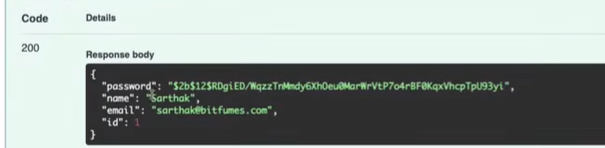 Code Details
200
Response body
{
"password": "$2b$12$RDgiED/WqzzTnMmdy6XhOeu0MarWrVtP7o4rBF0KqxVhcpTpU93yi",
"name": "Sarthak",
"email": "sarthak@bitfumes.com",
"id": 1
}